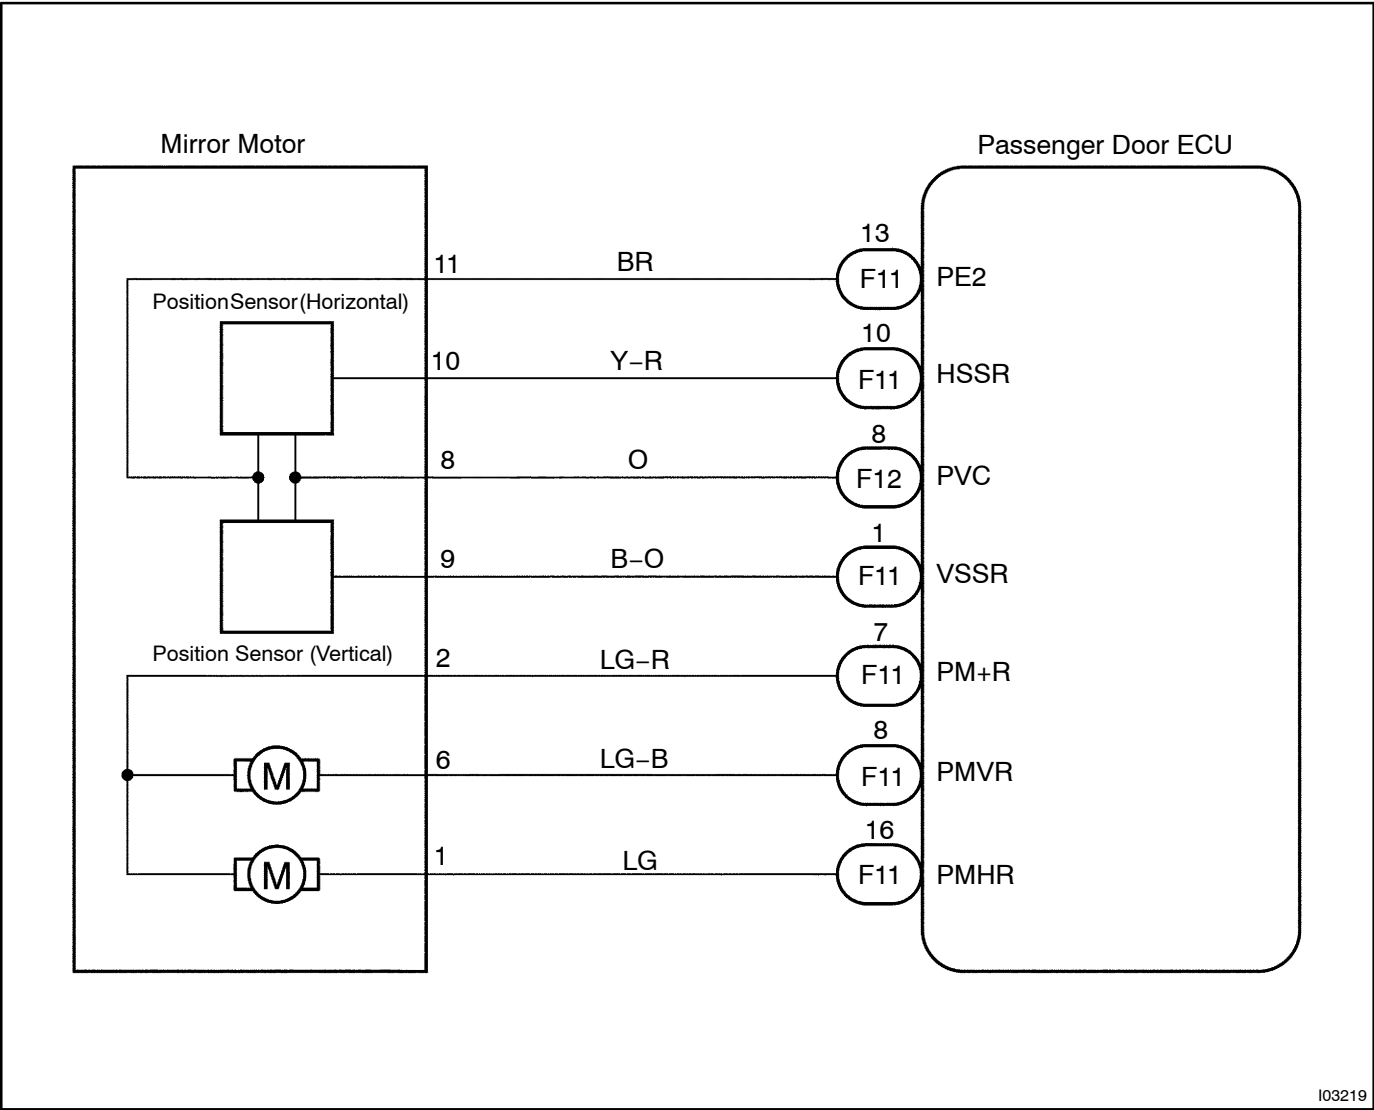 Mirror Motor
Passenger Door ECU
13
11
BR
F11
PE2
Position Sensor (Horizontal)
10
10
Y–R
F11
HSSR
8
8
O
F12
PVC
1
9
B–O
F11
VSSR
7
Position Sensor (Vertical)
2
LG–R
F11
PM+R
8
6
LG–B
M
F11
PMVR
16
1
LG
M
F11
PMHR
I03219